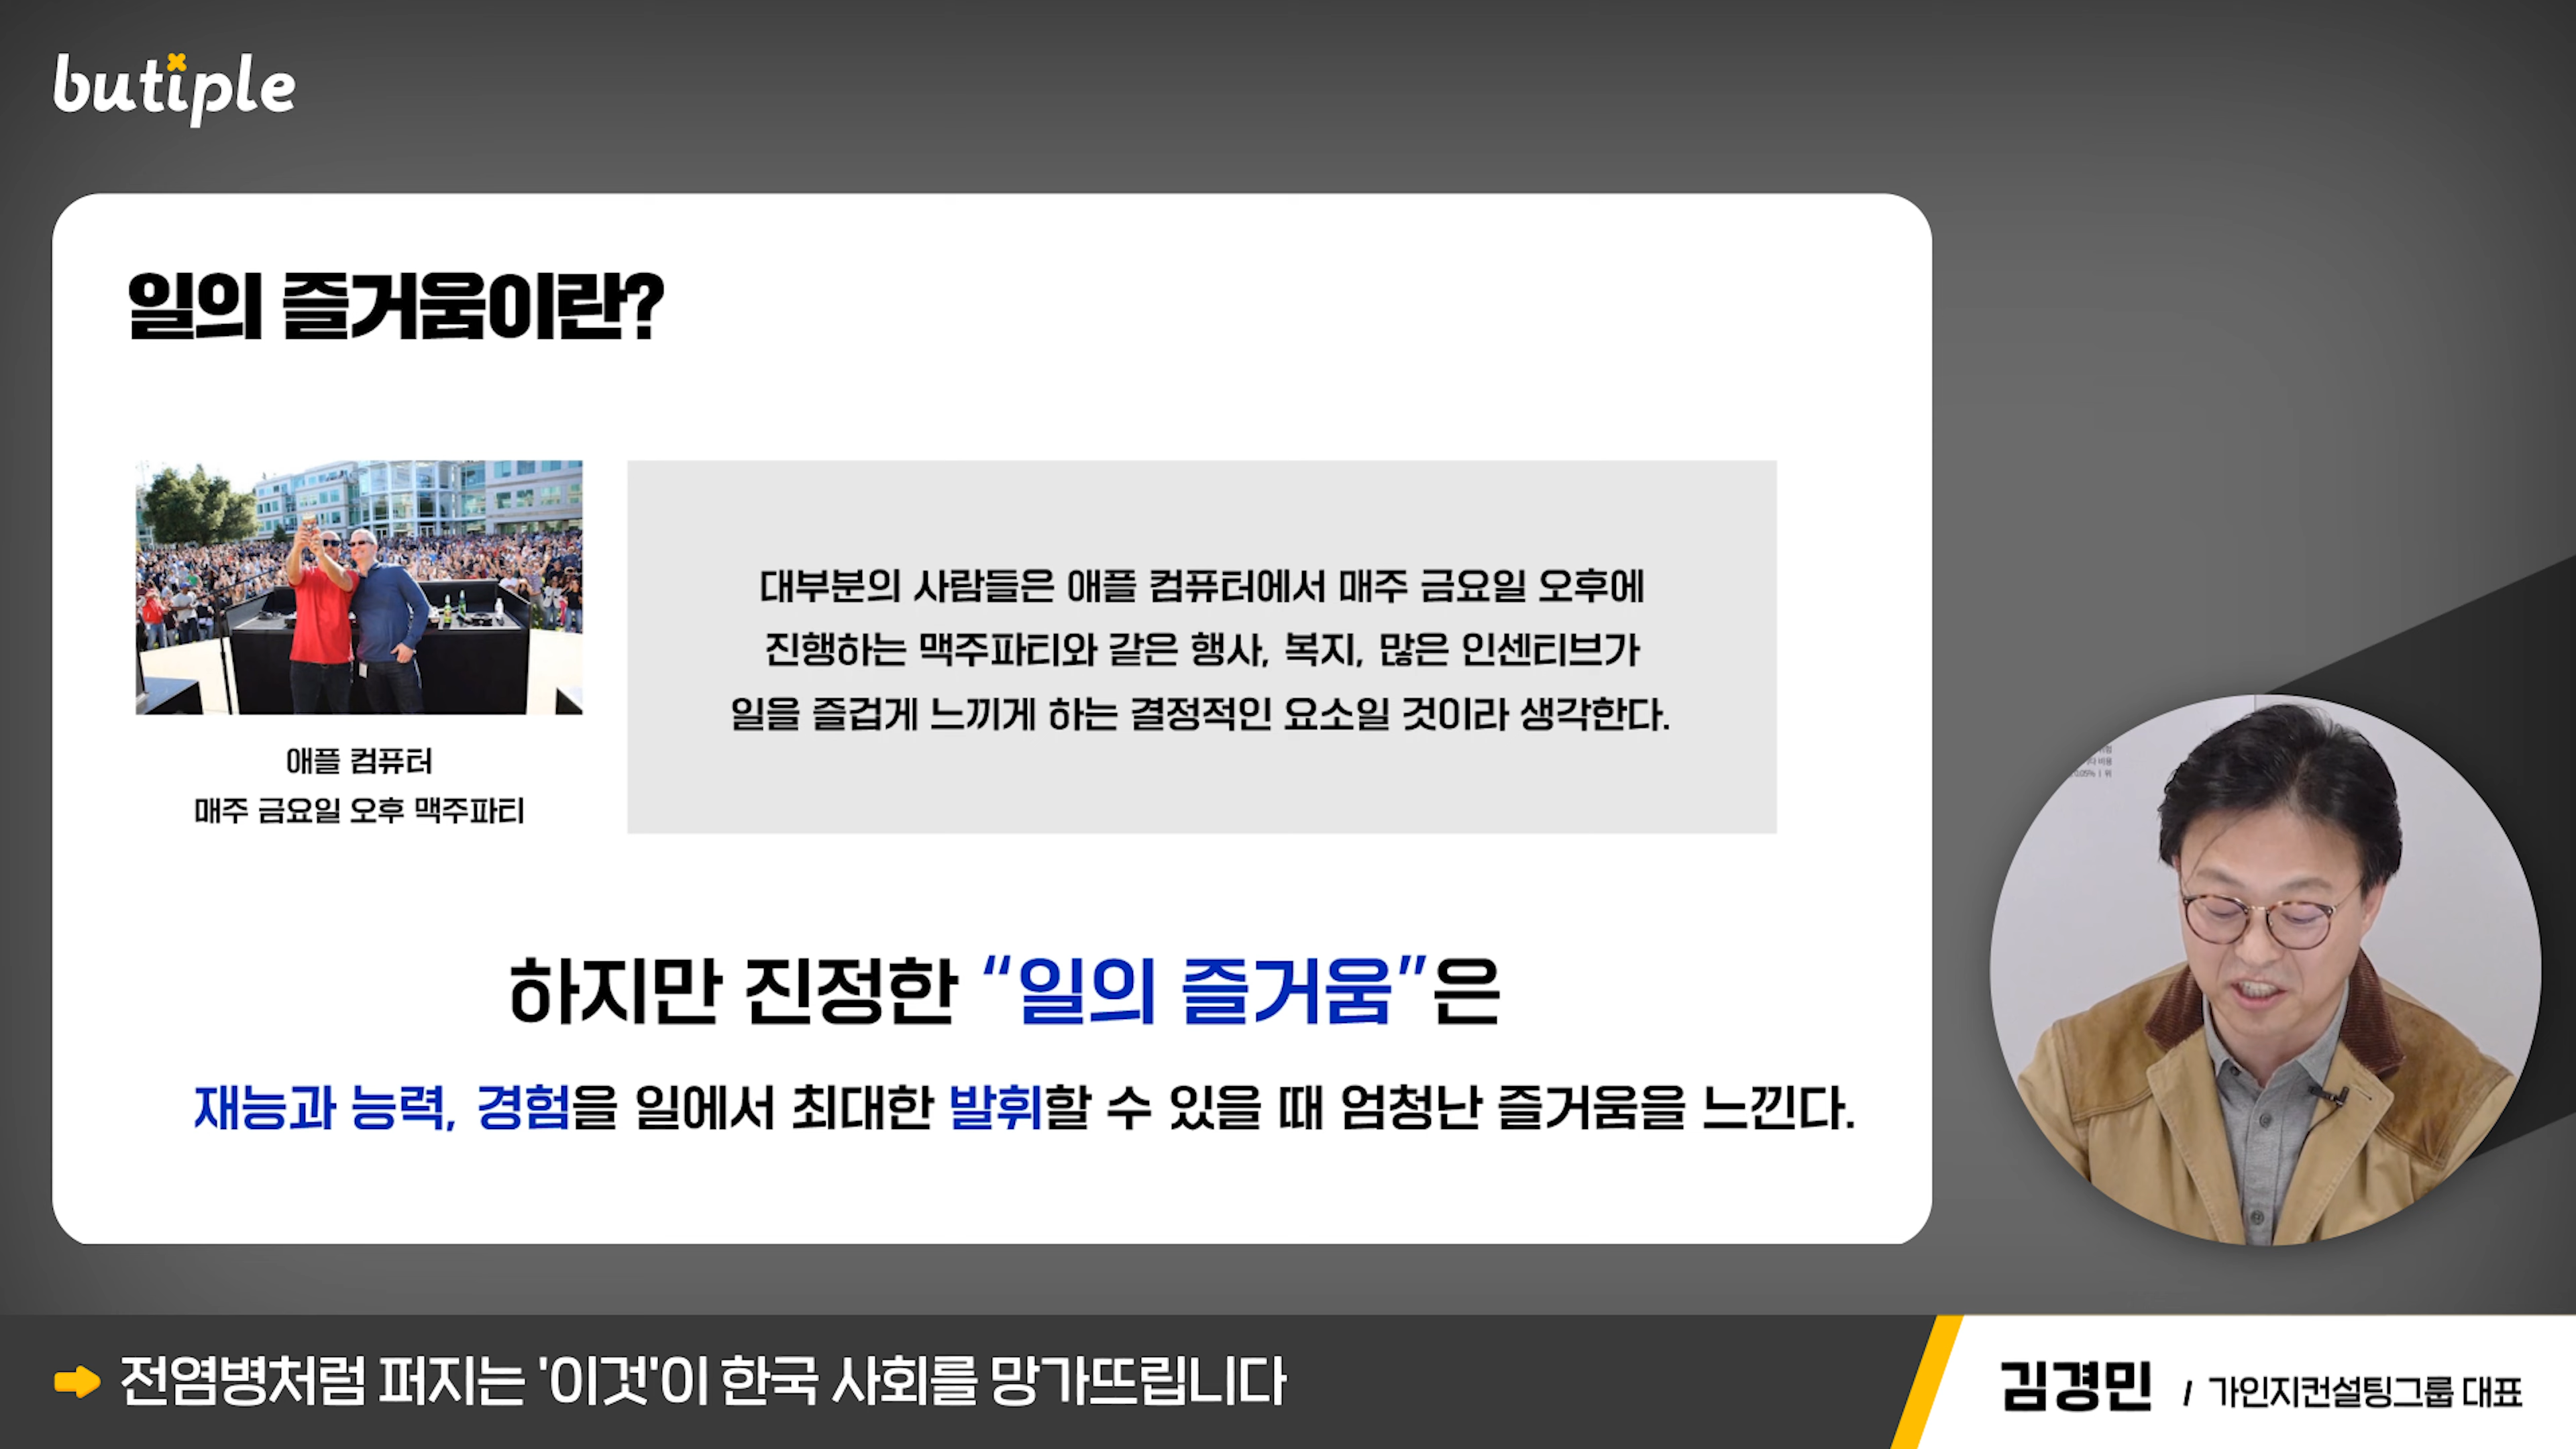 butiple
일의 즐거움이란?
대부분의 사람들은 애플 컴퓨터에서 매주 금요일 오후에
진행하는 맥주파티와 같은 행사, 복지, 많은 인센티브가
일을 즐겁게 느끼게 하는 결정적인 요소일 것이라 생각한다.
애플 컴퓨터
매주 금요일 오후 맥주파티
하지만 진정한 “일의 즐거움”은
재능과 능력, 경험을 일에서 최대한 발휘할 수 있을 때 엄청난 즐거움을 느낀다.
전염병처럼 퍼지는 '이것'이 한국 사회를 망가뜨립니다
김경민 / 가인지컨설팅그룹 대표